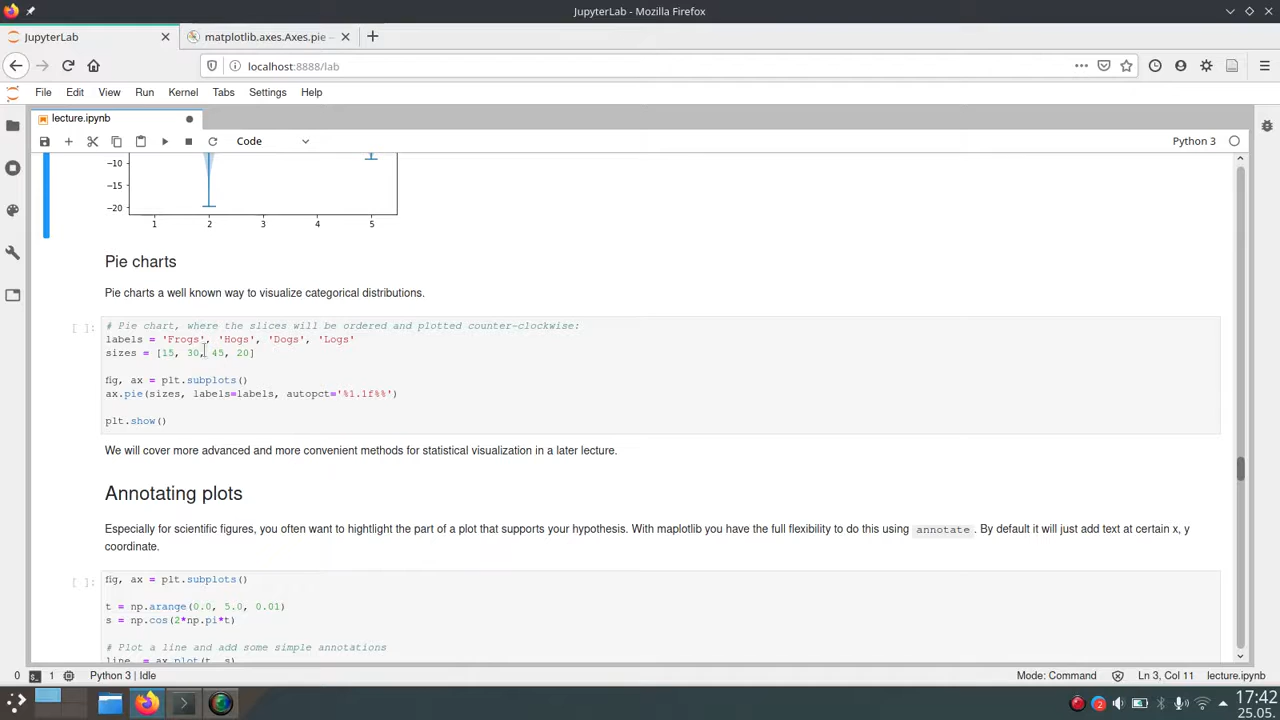 JupyterLab - Mozilla Firefox
JupyterLab
matplotlib.axes.Axes.pie —
localhost:8888/lab
File Edit View Run Kernel Tabs Settings Help
lecture.ipynb
Code
Python 3
−10
−15
−20
1 2 3 4 5
Pie charts
Pie charts a well known way to visualize categorical distributions.
[ ]:
# Pie chart, where the slices will be ordered and plotted counter-clockwise:
labels = 'Frogs', 'Hogs', 'Dogs', 'Logs'
sizes = [15, 30, 45, 20]
fig, ax = plt.subplots()
ax.pie(sizes, labels=labels, autopct='%1.1f%%')
plt.show()
We will cover more advanced and more convenient methods for statistical visualization in a later lecture.
Annotating plots
Especially for scientific figures, you often want to hightlight the part of a plot that supports your hypothesis. With maplotlib you have the full flexibility to do this using annotate. By default it will just add text at certain x, y
coordinate.
[ ]:
fig, ax = plt.subplots()
t = np.arange(0.0, 5.0, 0.01)
s = np.cos(2*np.pi*t)
# Plot a line and add some simple annotations
line, = ax.plot(t, s)
0 1 Python 3 | Idle
Mode: Command
Ln 3, Col 11
lecture.ipynb
2
17:42
25.05.